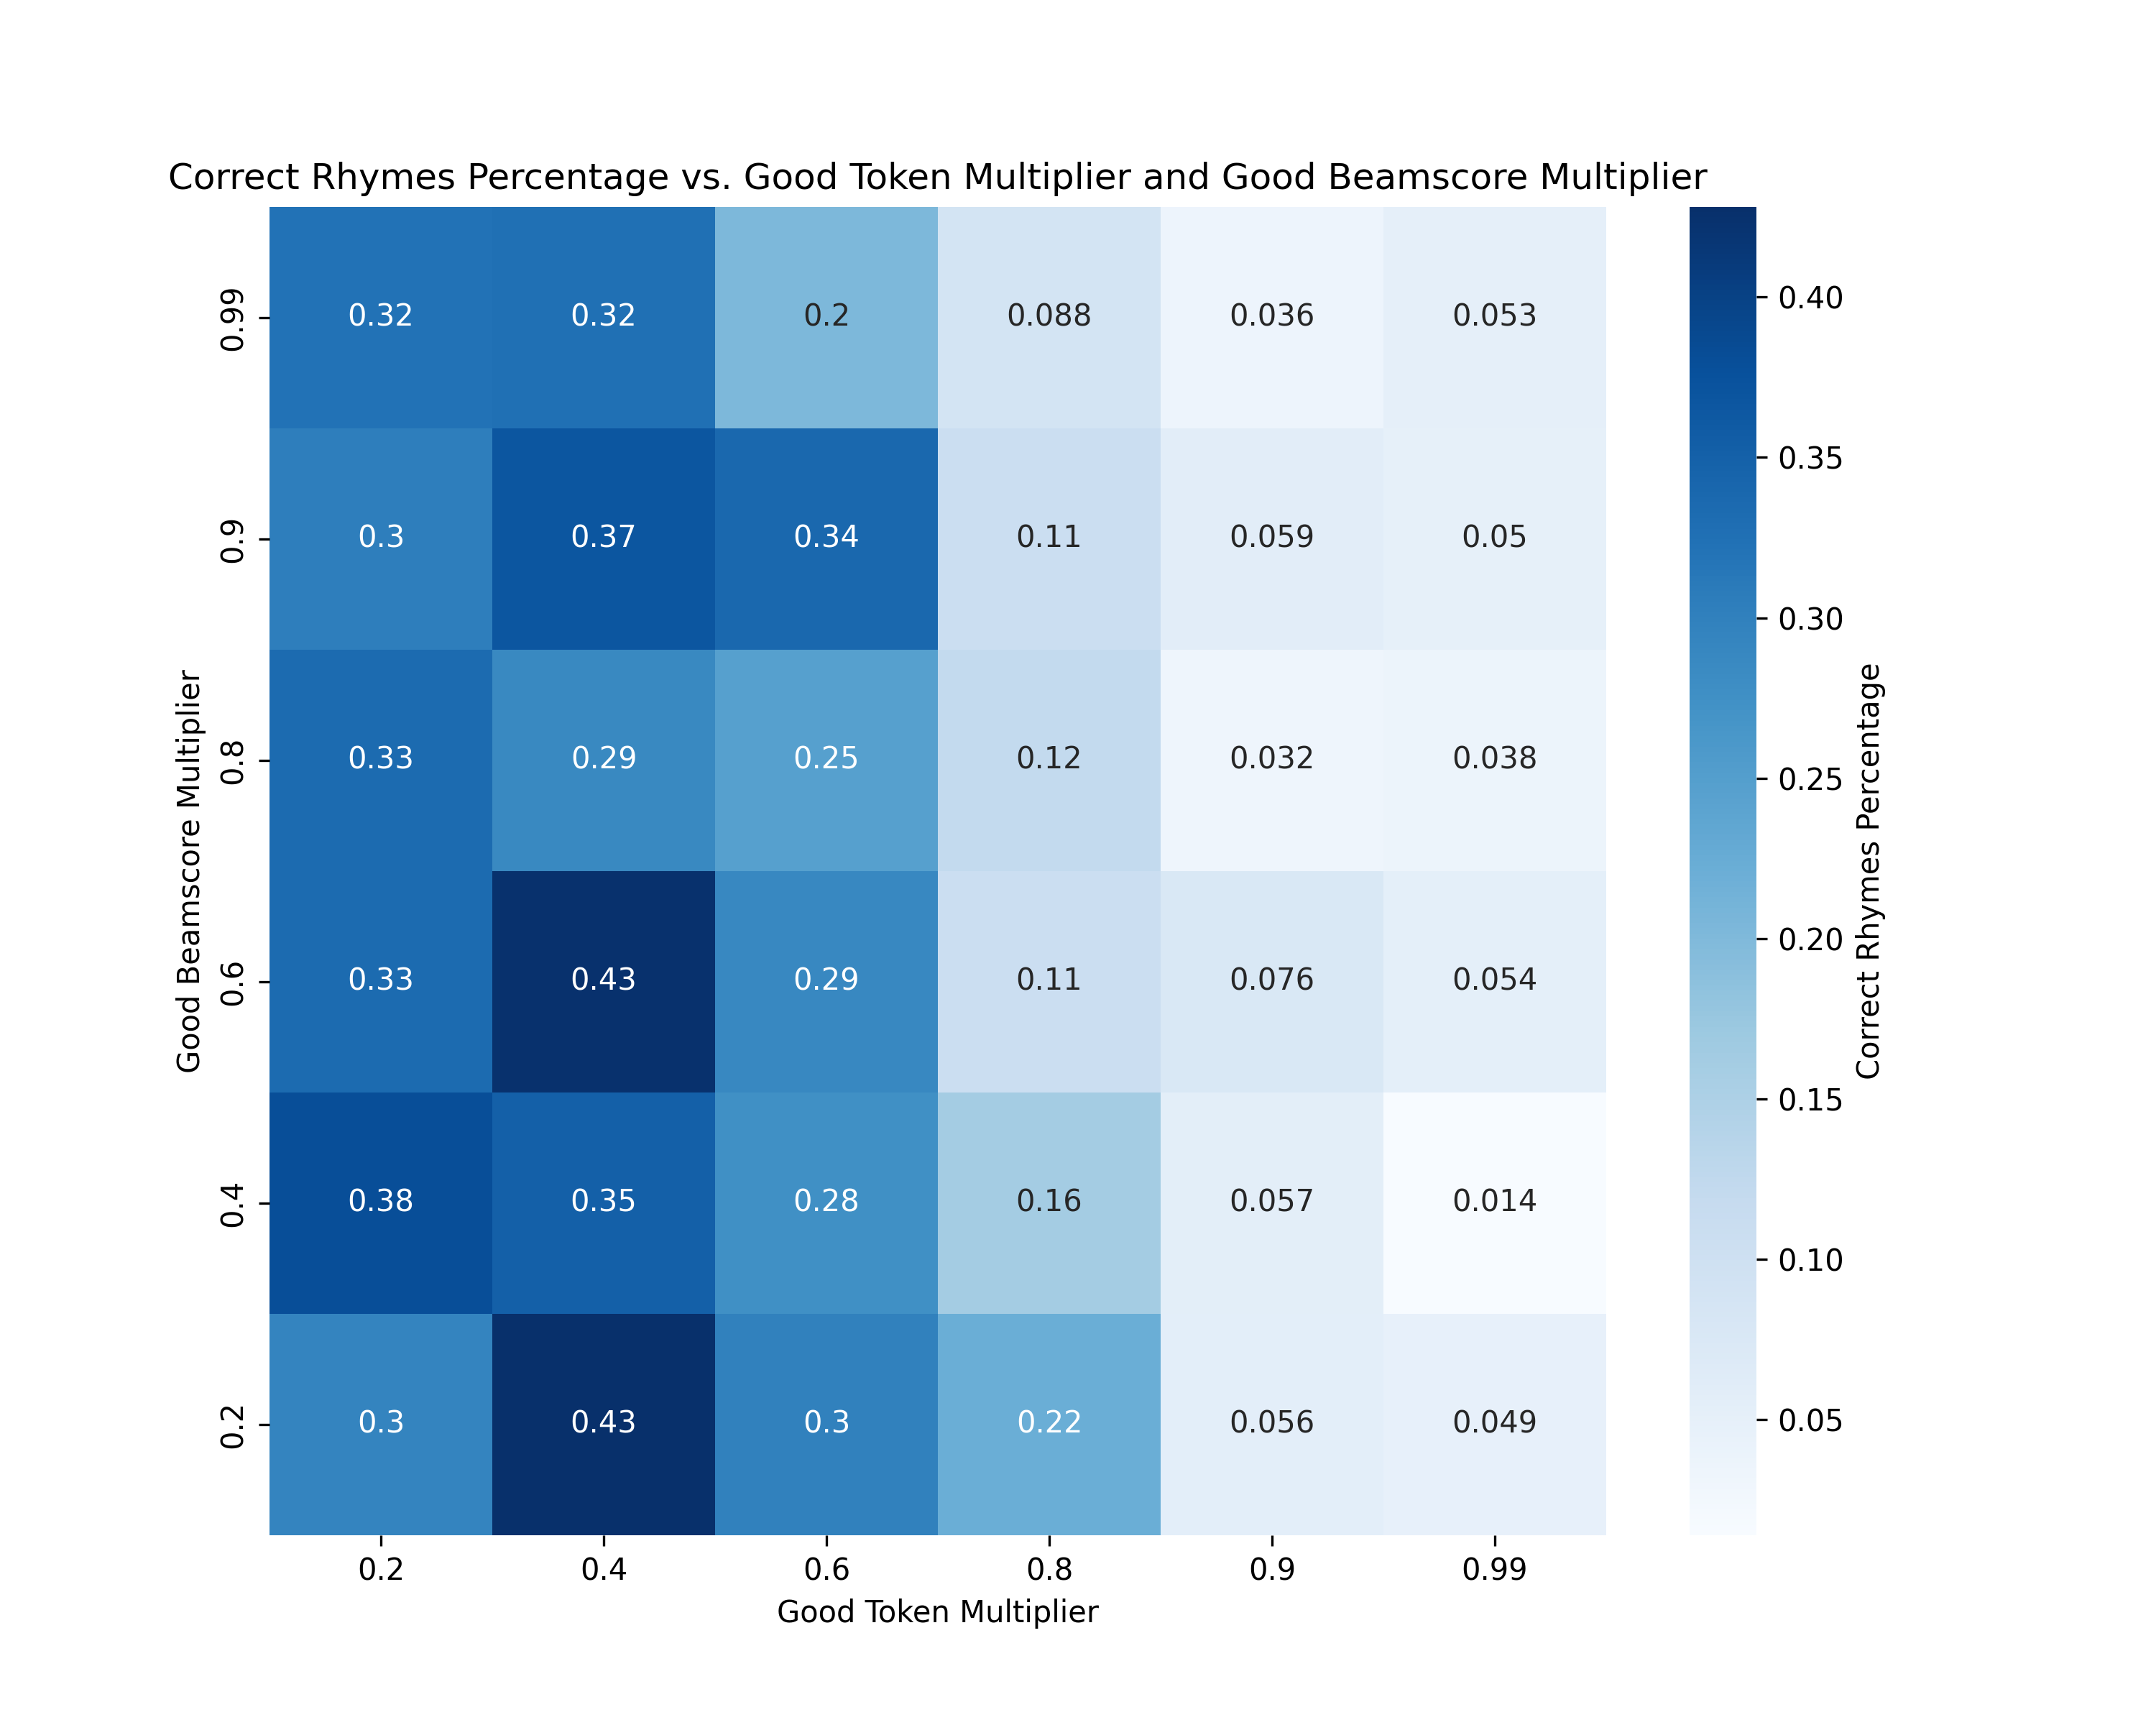 Correct Rhymes Percentage vs. Good Token Multiplier and Good Beamscore Multiplier
Good Beamscore Multiplier
0.99 0.32 0.32 0.2 0.088 0.036 0.053
0.9 0.3 0.37 0.34 0.11 0.059 0.05
0.8 0.33 0.29 0.25 0.12 0.032 0.038
0.6 0.33 0.43 0.29 0.11 0.076 0.054
0.4 0.38 0.35 0.28 0.16 0.057 0.014
0.2 0.3 0.43 0.3 0.22 0.056 0.049
0.2 0.4 0.6 0.8 0.9 0.99
Good Token Multiplier
0.40
0.35
0.30
0.25
0.20
0.15
0.10
0.05
Correct Rhymes Percentage